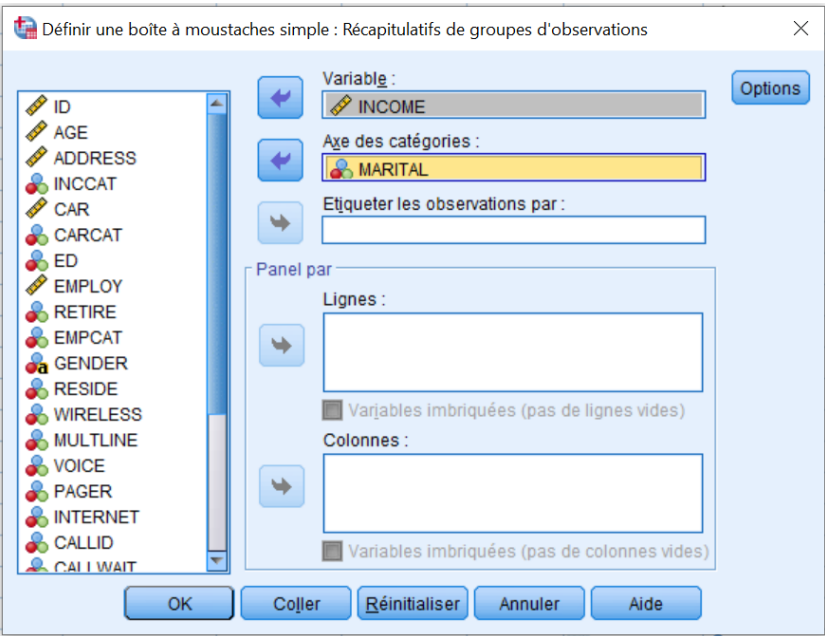 Définir une boîte à moustaches simple : Récapitulatifs de groupes d'observations
ID
AGE
ADDRESS
INCCAT
CAR
CARCAT
ED
EMPLOY
RETIRE
EMPCAT
GENDER
RESIDE
WIRELESS
MULTLINE
VOICE
PAGER
INTERNET
CALLID
CALLWAIT
Variable :
INCOME
Axe des catégories :
MARITAL
Etiqueter les observations par :
Panel par
Lignes :
Variables imbriquées (pas de lignes vides)
Colonnes :
Variables imbriquées (pas de colonnes vides)
Options
OK
Coller
Réinitialiser
Annuler
Aide